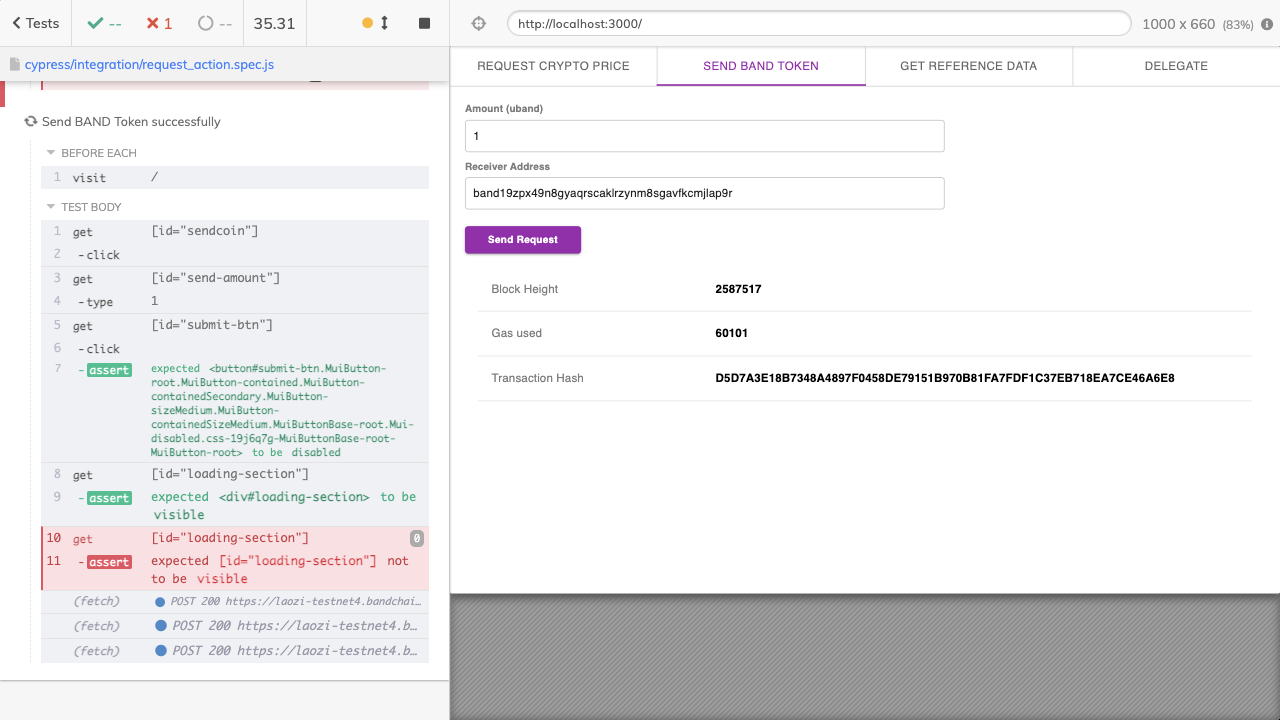 Tests
--
1
--
35.31
http://localhost:3000/
1000 x 660 (83%)
cypress/integration/request_action.spec.js
REQUEST CRYPTO PRICE
SEND BAND TOKEN
GET REFERENCE DATA
DELEGATE
Send BAND Token successfully
BEFORE EACH
1 visit /
TEST BODY
1 get [id="sendcoin"]
2 -click
3 get [id="send-amount"]
4 -type 1
5 get [id="submit-btn"]
6 -click
7 -assert expected <button#submit-btn.MuiButton-
root.MuiButton-contained.MuiButton-
containedSecondary.MuiButton-
sizeMedium.MuiButton-
containedSizeMedium.MuiButtonBase-root.Mui-
disabled.css-19j6q7g-MuiButtonBase-root-
MuiButton-root> to be disabled
8 get [id="loading-section"]
9 -assert expected <div#loading-section> to be
visible
10 get [id="loading-section"] 0
11 -assert expected [id="loading-section"] not
to be visible
(fetch) POST 200 https://laozi-testnet4.bandchai…
(fetch) POST 200 https://laozi-testnet4.b…
(fetch) POST 200 https://laozi-testnet4.b…
Amount (uband)
1
Receiver Address
band19zpx49n8gyaqrscaklrzynm8sgavfkcmjlap9r
Send Request
Block Height 2587517
Gas used 60101
Transaction Hash D5D7A3E18B7348A4897F0458DE79151B970B81FA7FDF1C37EB718EA7CE46A6E8